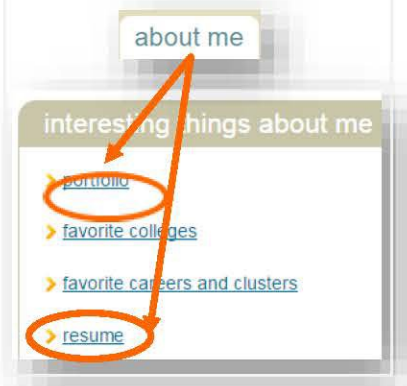 about me
interesting things about me
portfolio
favorite colleges
favorite careers and clusters
resume